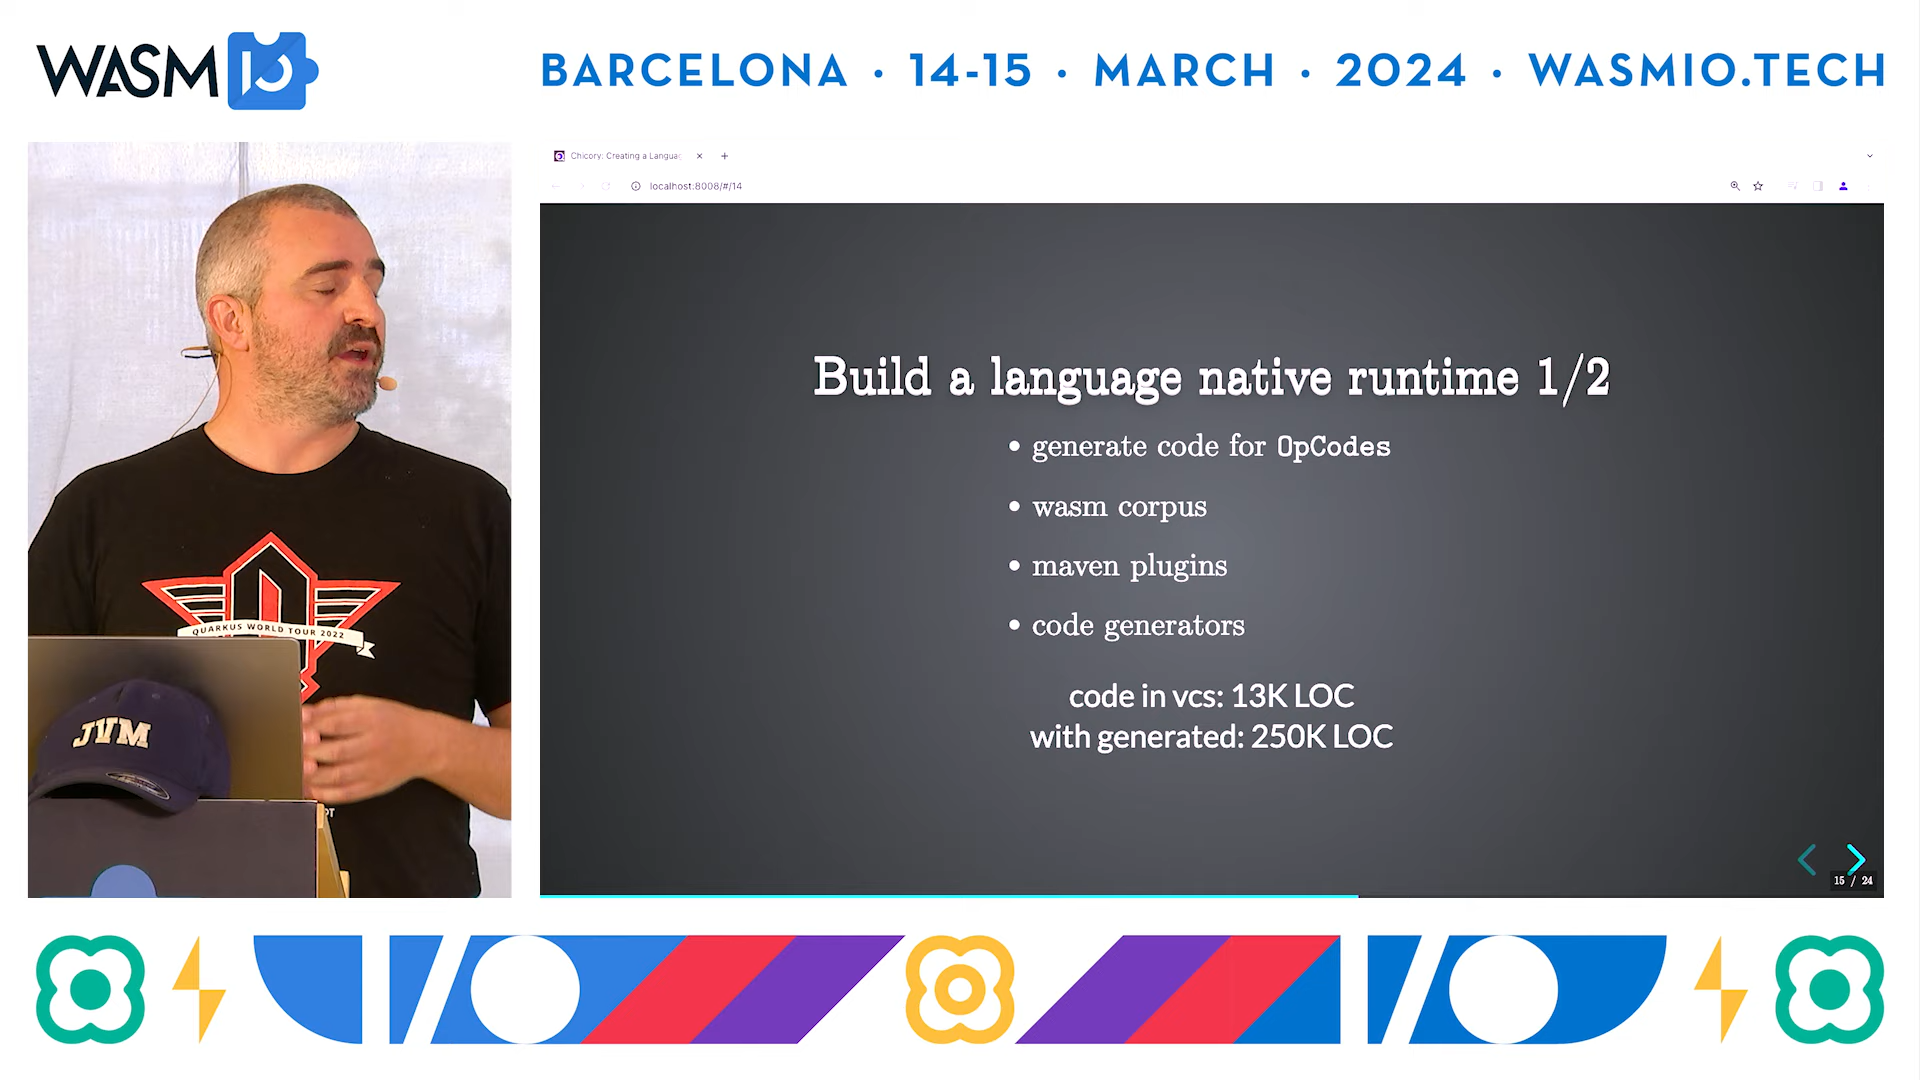 WASM IO
BARCELONA · 14-15 · MARCH · 2024 · WASMIO.TECH
Chicory: Creating a Langua
localhost:8008/#/14
Build a language native runtime 1/2
• generate code for OpCodes
• wasm corpus
• maven plugins
• code generators
code in vcs: 13K LOC
with generated: 250K LOC
15 / 24
QUARKUS WORLD TOUR 2022
JVM